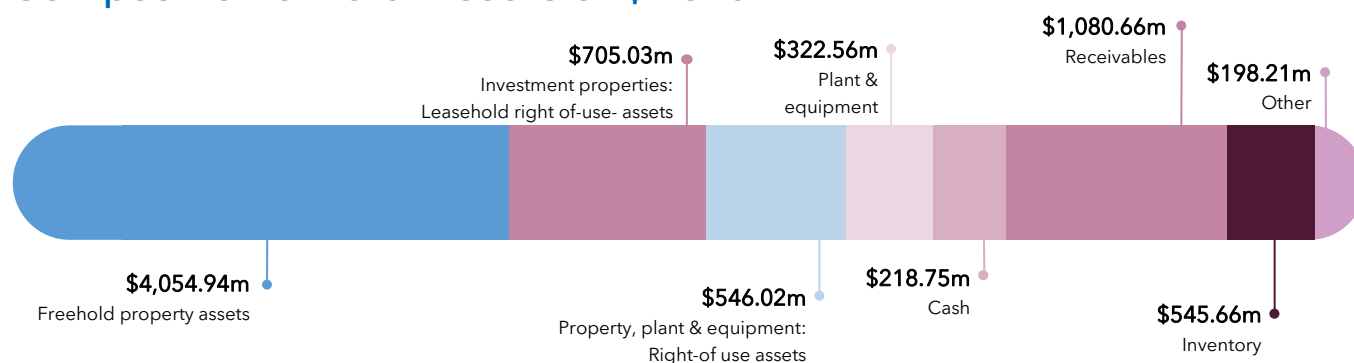 $705.03m
Investment properties:
Leasehold right of-use- assets
$322.56m
Plant &
equipment
$1,080.66m
Receivables
$198.21m
Other
$4,054.94m
Freehold property assets
$546.02m
Property, plant & equipment:
Right-of use assets
$218.75m
Cash
$545.66m
Inventory